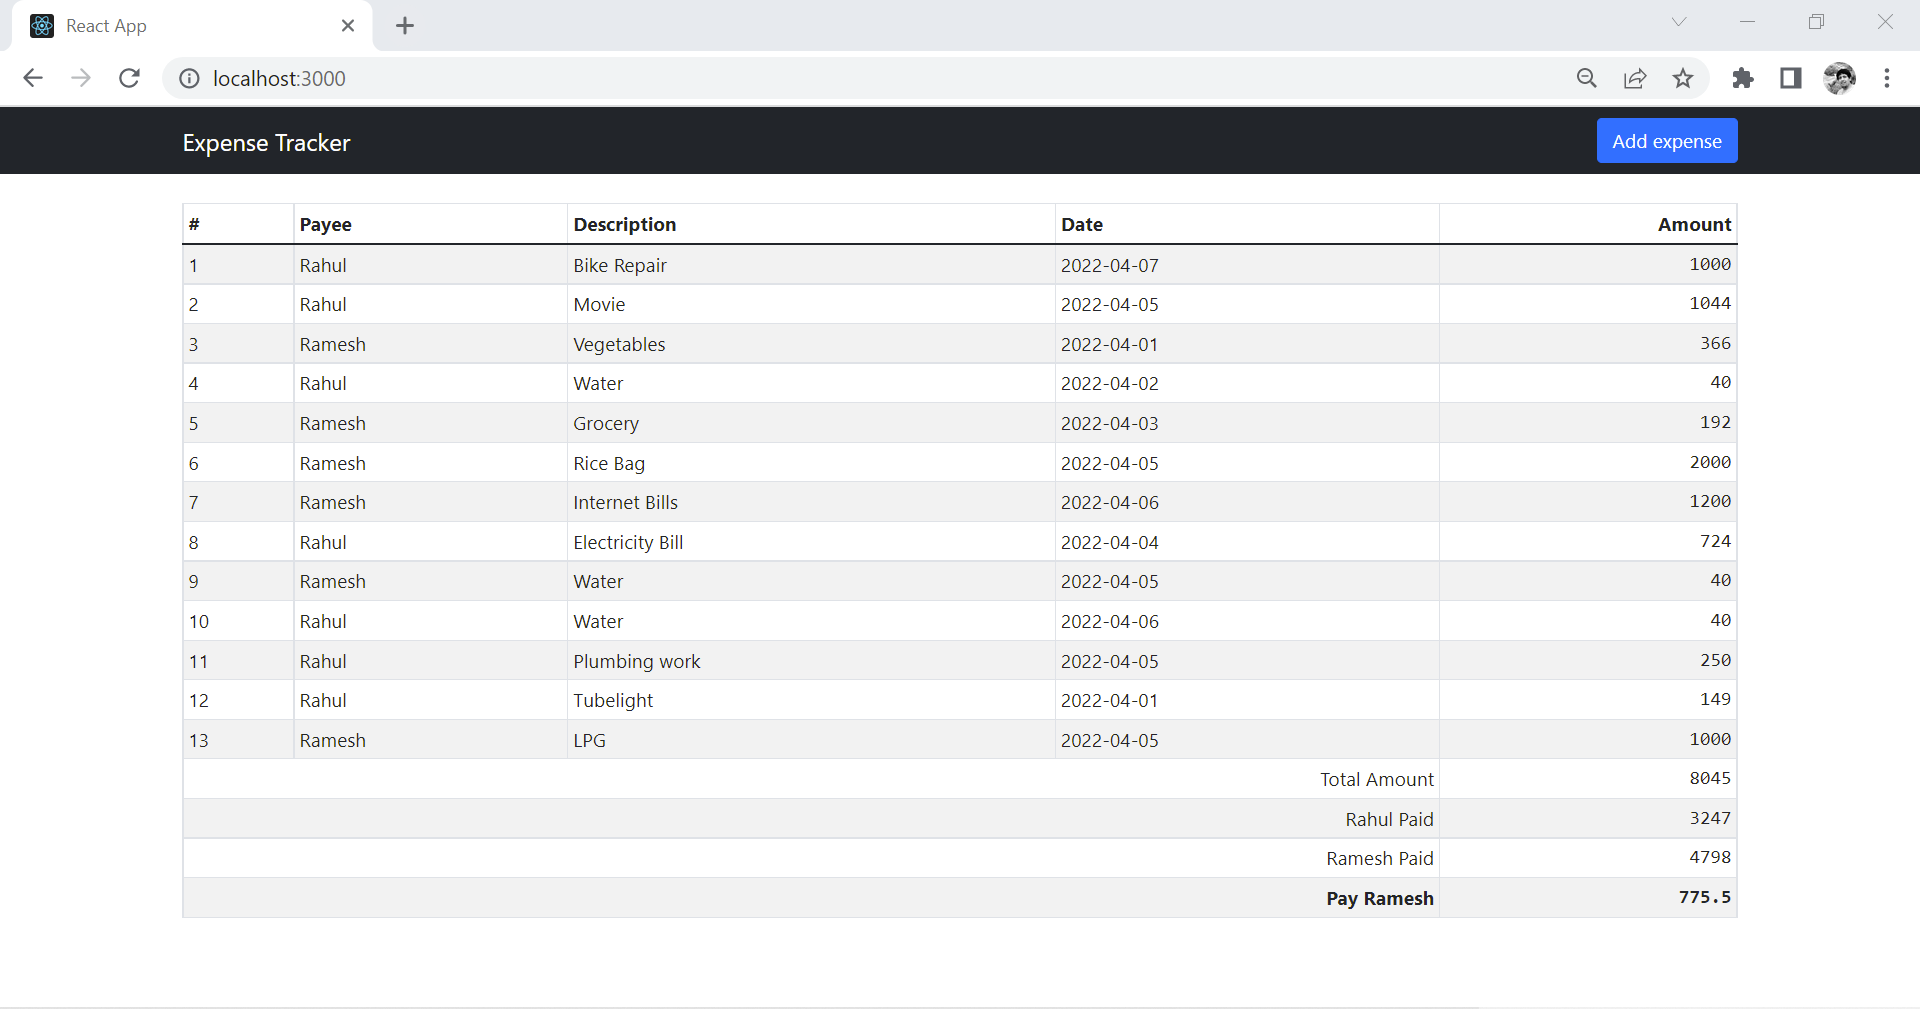 React App
localhost:3000
Expense Tracker Add expense
# Payee Description Date Amount
1 Rahul Bike Repair 2022-04-07 1000
2 Rahul Movie 2022-04-05 1044
3 Ramesh Vegetables 2022-04-01 366
4 Rahul Water 2022-04-02 40
5 Ramesh Grocery 2022-04-03 192
6 Ramesh Rice Bag 2022-04-05 2000
7 Ramesh Internet Bills 2022-04-06 1200
8 Rahul Electricity Bill 2022-04-04 724
9 Ramesh Water 2022-04-05 40
10 Rahul Water 2022-04-06 40
11 Rahul Plumbing work 2022-04-05 250
12 Rahul Tubelight 2022-04-01 149
13 Ramesh LPG 2022-04-05 1000
Total Amount 8045
Rahul Paid 3247
Ramesh Paid 4798
Pay Ramesh 775.5